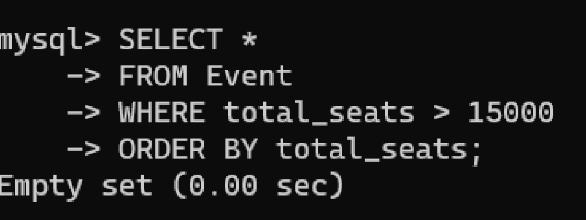 mysql> SELECT *
-> FROM Event
-> WHERE total_seats > 15000
-> ORDER BY total_seats;
Empty set (0.00 sec)